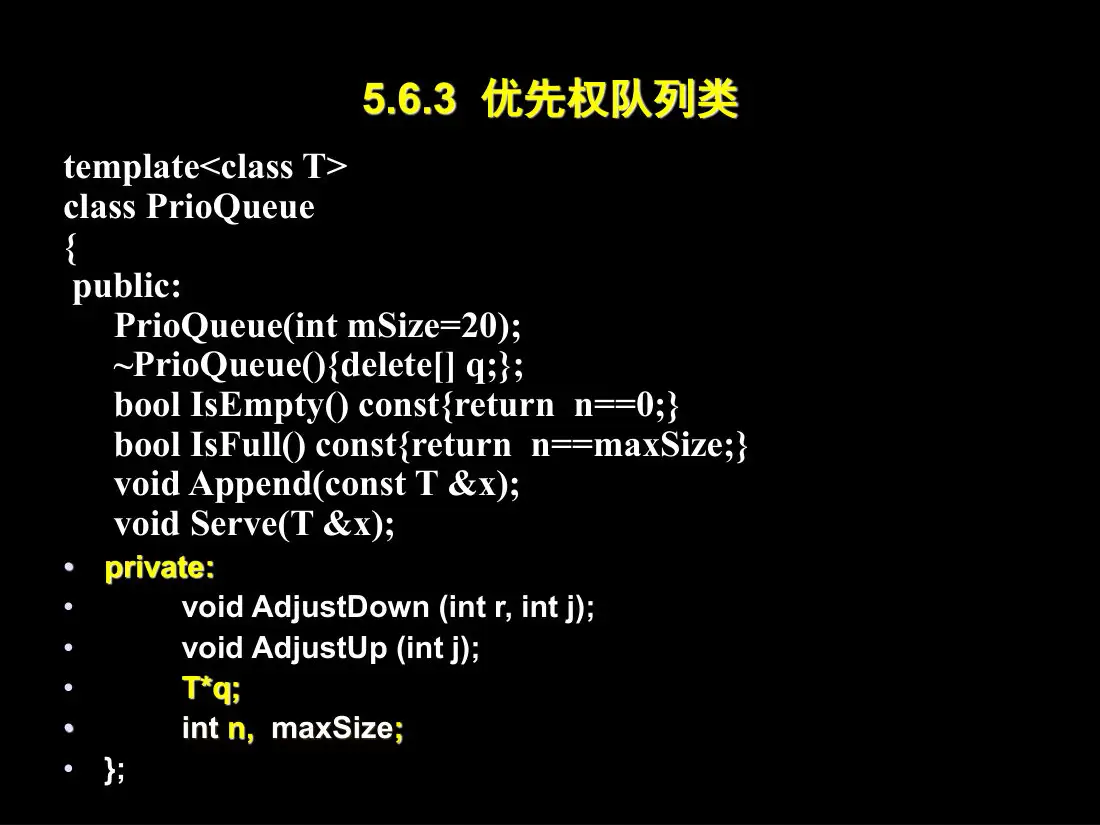 5.6.3 优先权队列类
template<class T>
class PrioQueue
{
public:
PrioQueue(int mSize=20);
~PrioQueue(){delete[] q;};
bool IsEmpty() const{return n==0;}
bool IsFull() const{return n==maxSize;}
void Append(const T &x);
void Serve(T &x);
• private:
• void AdjustDown (int r, int j);
• void AdjustUp (int j);
• T*q;
• int n, maxSize;
• };